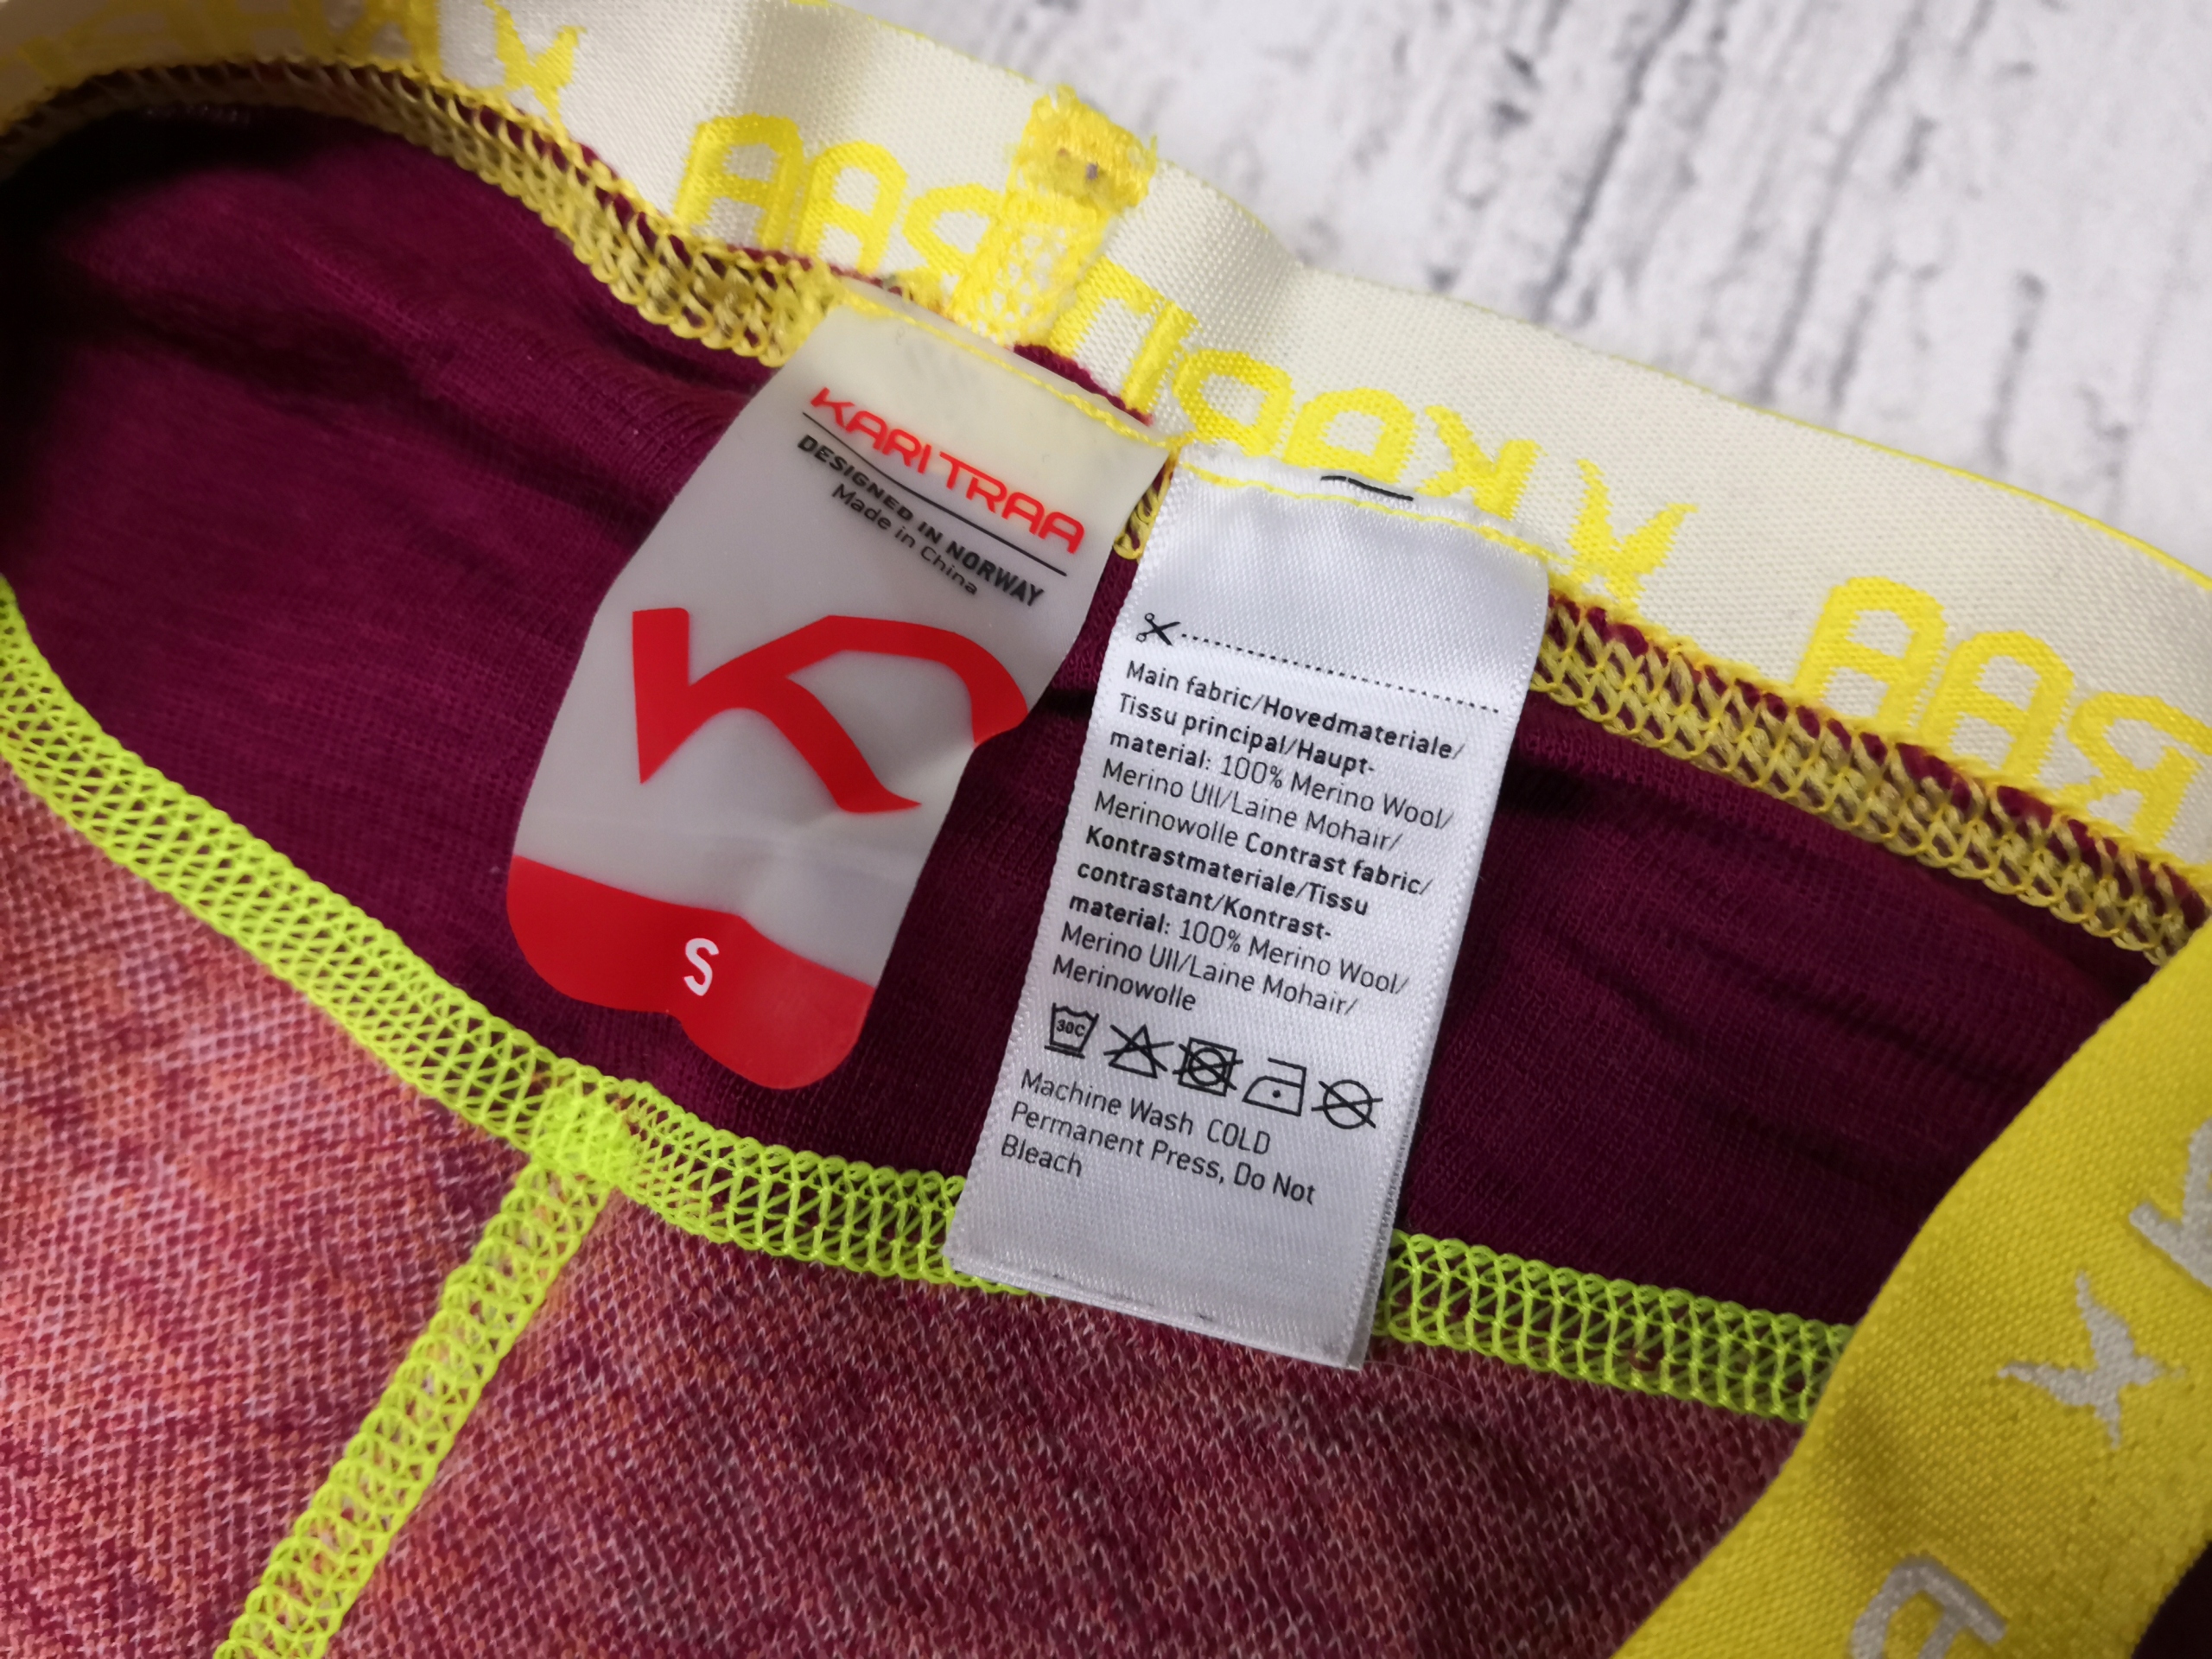 KARI TRAA
KARI TRAA
DESIGNED IN NORWAY
Made in China
S
Main fabric/Hovedmateriale/
Tissu principal/Haupt-
material: 100% Merino Wool/
Merino Ull/Laine Mohair/
Merinowolle Contrast fabric/
Kontrastmateriale/Tissu
contrastant/Kontrast-
material: 100% Merino Wool/
Merino Ull/Laine Mohair/
Merinowolle
30C
Machine Wash COLD
Permanent Press, Do Not
Bleach